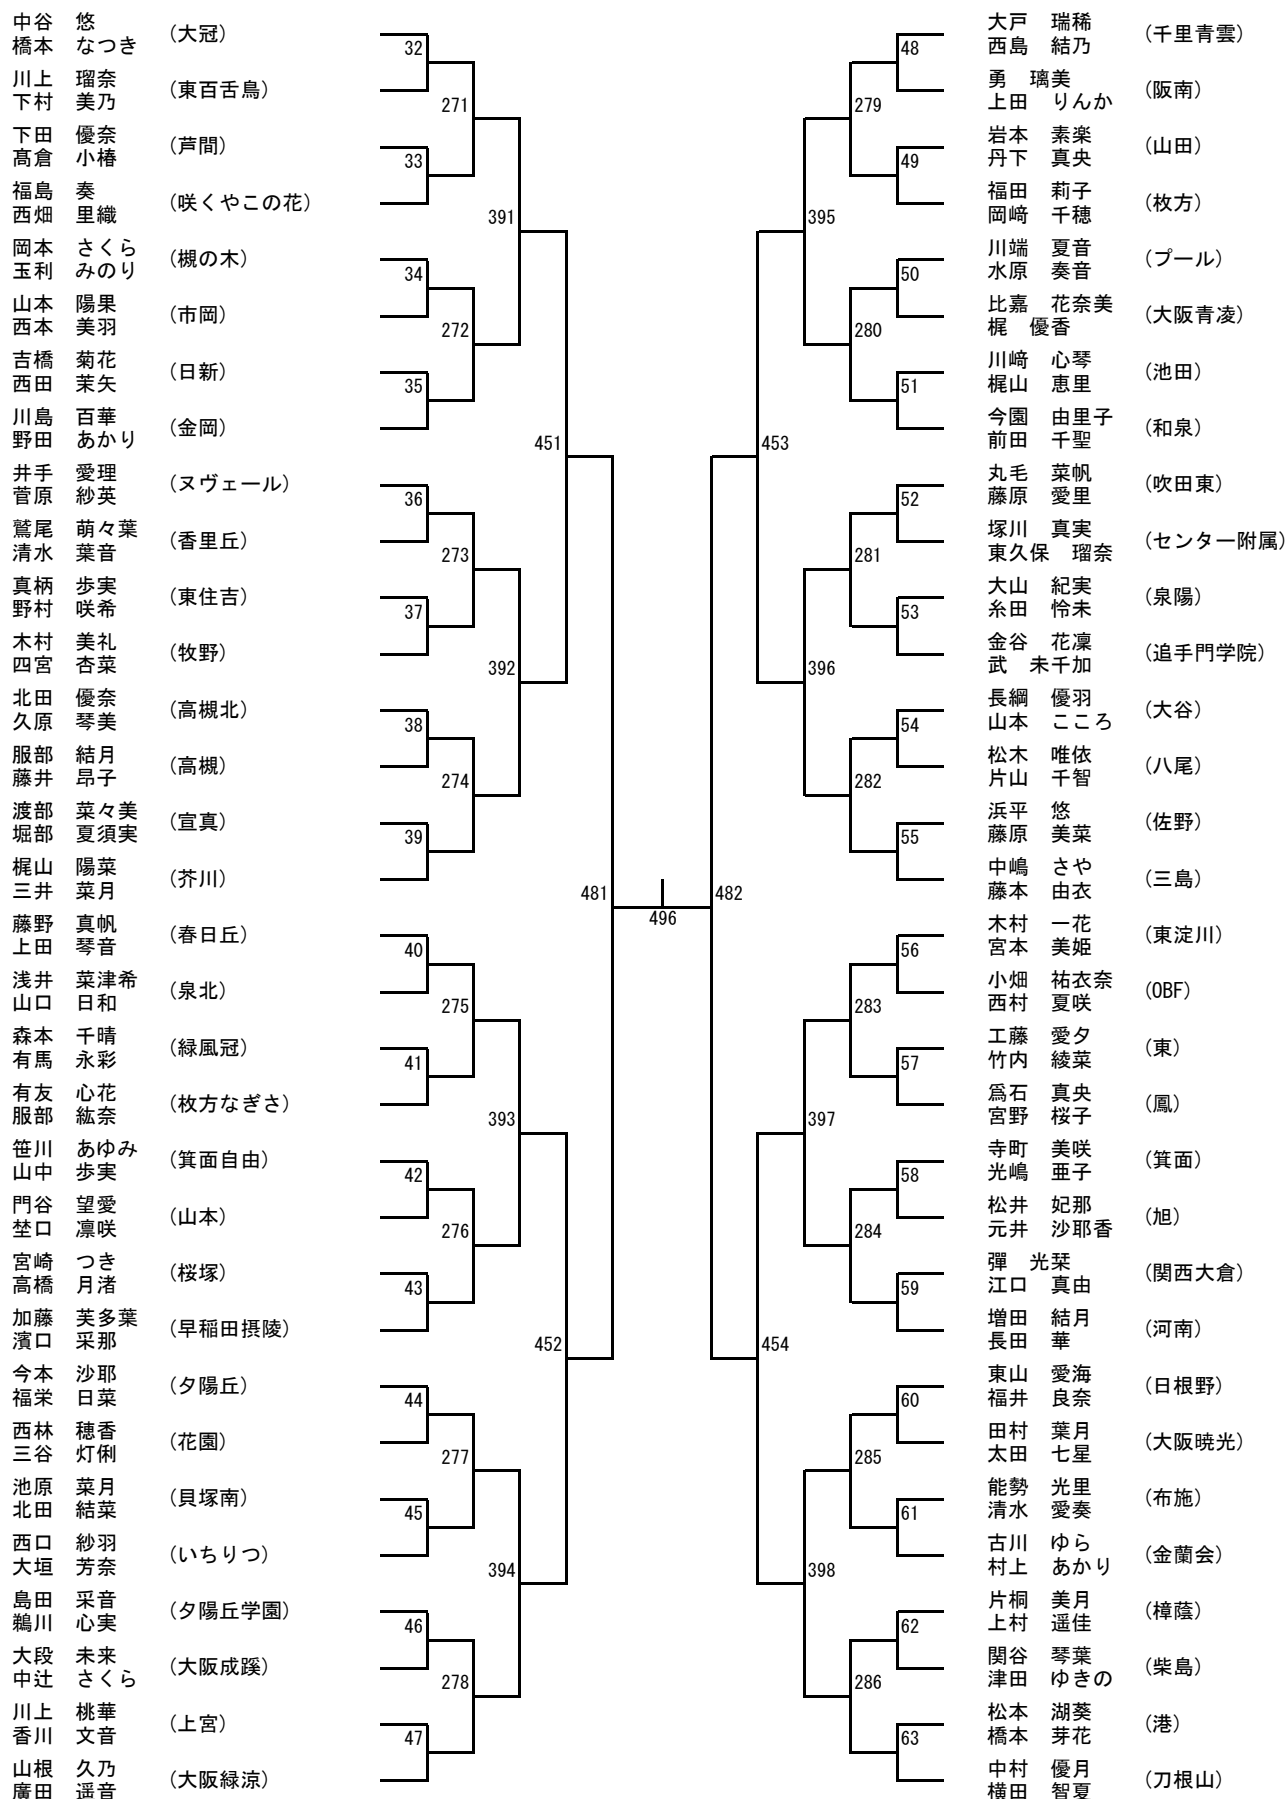 中谷　悠
橋本　なつき
(大冠)
川上　瑠奈
下村　美乃
(東百舌鳥)
下田　優奈
髙倉　小椿
(芦間)
福島　奏
西畑　里織
(咲くやこの花)
岡本　さくら
玉利　みのり
(槻の木)
山本　陽果
西本　美羽
(市岡)
吉橋　菊花
西田　茉矢
(日新)
川島　百華
野田　あかり
(金岡)
井手　愛理
菅原　紗英
(ヌヴェール)
鷲尾　萌々葉
清水　葉音
(香里丘)
真柄　歩実
野村　咲希
(東住吉)
木村　美礼
四宮　杏菜
(牧野)
北田　優奈
久原　琴美
(高槻北)
服部　結月
藤井　昂子
(高槻)
渡部　菜々美
堀部　夏須実
(宣真)
梶山　陽菜
三井　菜月
(芥川)
藤野　真帆
上田　琴音
(春日丘)
浅井　菜津希
山口　日和
(泉北)
森本　千晴
有馬　永彩
(緑風冠)
有友　心花
服部　紘奈
(枚方なぎさ)
笹川　あゆみ
山中　歩実
(箕面自由)
門谷　望愛
埜口　凛咲
(山本)
宮崎　つき
高橋　月渚
(桜塚)
加藤　芙多葉
濱口　采那
(早稲田摂陵)
今本　沙耶
福栄　日菜
(夕陽丘)
西林　穂香
三谷　灯俐
(花園)
池原　菜月
北田　結菜
(貝塚南)
西口　紗羽
大垣　芳奈
(いちりつ)
島田　采音
鵜川　心実
(夕陽丘学園)
大段　未来
中辻　さくら
(大阪成蹊)
川上　桃華
香川　文音
(上宮)
山根　久乃
廣田　遥音
(大阪緑涼)
32
33
34
35
36
37
38
39
40
41
42
43
44
45
46
47
271
272
273
274
275
276
277
278
391
392
393
394
451
452
481
496
482
453
454
395
396
397
398
279
280
281
282
283
284
285
286
48
49
50
51
52
53
54
55
56
57
58
59
60
61
62
63
大戸　瑞稀
西島　結乃
(千里青雲)
勇　璃美
上田　りんか
(阪南)
岩本　素楽
丹下　真央
(山田)
福田　莉子
岡﨑　千穂
(枚方)
川端　夏音
水原　奏音
(プール)
比嘉　花奈美
梶　優香
(大阪青凌)
川﨑　心琴
梶山　恵里
(池田)
今園　由里子
前田　千聖
(和泉)
丸毛　菜帆
藤原　愛里
(吹田東)
塚川　真実
東久保　瑠奈
(センター附属)
大山　紀実
糸田　怜未
(泉陽)
金谷　花凜
武　未千加
(追手門学院)
長綱　優羽
山本　こころ
(大谷)
松木　唯依
片山　千智
(八尾)
浜平　悠
藤原　美菜
(佐野)
中嶋　さや
藤本　由衣
(三島)
木村　一花
宮本　美姫
(東淀川)
小畑　祐衣奈
西村　夏咲
(OBF)
工藤　愛夕
竹内　綾菜
(東)
爲石　真央
宮野　桜子
(鳳)
寺町　美咲
光嶋　亜子
(箕面)
松井　妃那
元井　沙耶香
(旭)
彈　光栞
江口　真由
(関西大倉)
増田　結月
長田　華
(河南)
東山　愛海
福井　良奈
(日根野)
田村　葉月
太田　七星
(大阪暁光)
能勢　光里
清水　愛奏
(布施)
古川　ゆら
村上　あかり
(金蘭会)
片桐　美月
上村　遥佳
(樟蔭)
関谷　琴葉
津田　ゆきの
(柴島)
松本　湖葵
橋本　芽花
(港)
中村　優月
横田　智夏
(刀根山)